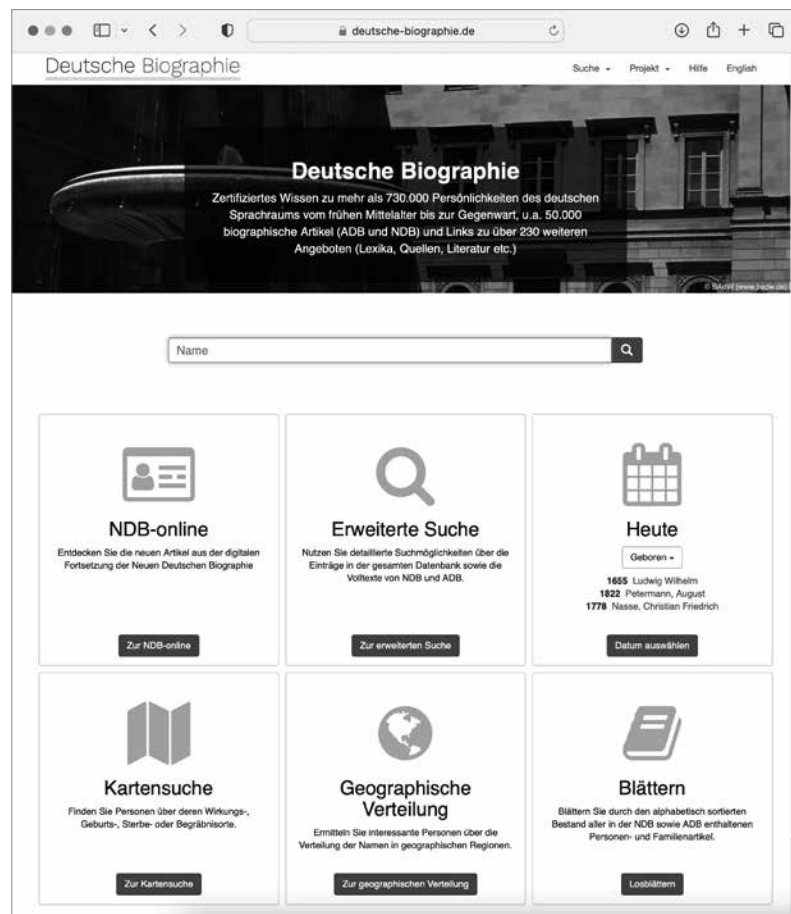 deutsche-biographie.de
Deutsche Biographie
Suche Projekt Hilfe English
Deutsche Biographie
Zertifiziertes Wissen zu mehr als 730.000 Persönlichkeiten des deutschen
Sprachraums vom frühen Mittelalter bis zur Gegenwart, u.a. 50.000
biographische Artikel (ADB und NDB) und Links zu über 230 weiteren
Angeboten (Lexika, Quellen, Literatur etc.)
© BAdW (www.badw.de)
Name
NDB-online
Entdecken Sie die neuen Artikel aus der digitalen
Fortsetzung der Neuen Deutschen Biographie
Zur NDB-online
Erweiterte Suche
Nutzen Sie detaillierte Suchmöglichkeiten über die
Einträge in der gesamten Datenbank sowie die
Volltexte von NDB und ADB.
Zur erweiterten Suche
Heute
Geboren
1655 Ludwig Wilhelm
1822 Petermann, August
1778 Nasse, Christian Friedrich
Datum auswählen
Kartensuche
Finden Sie Personen über deren Wirkungs-,
Geburts-, Sterbe- oder Begräbnisorte.
Zur Kartensuche
Geographische
Verteilung
Ermitteln Sie interessante Personen über die
Verteilung der Namen in geographischen Regionen.
Zur geographischen Verteilung
Blättern
Blättern Sie durch den alphabetisch sortierten
Bestand aller in der NDB sowie ADB enthaltenen
Personen- und Familienartikel.
Losblättern